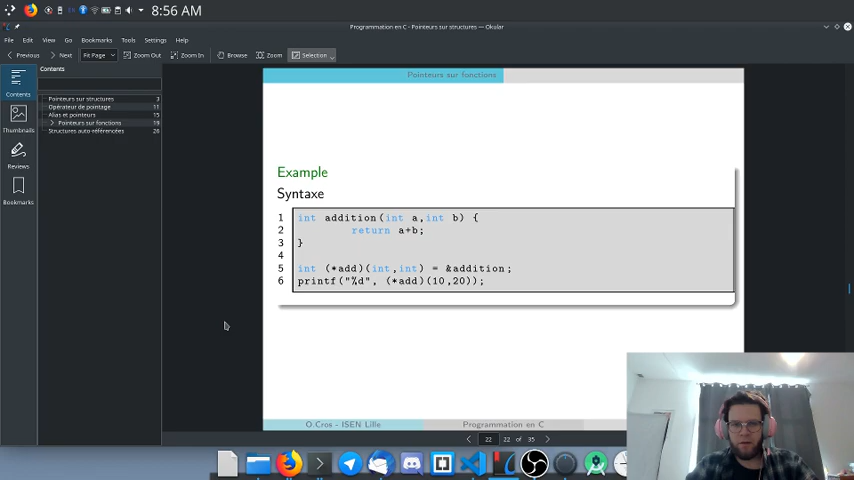 8:56 AM
Programmation en C - Pointeurs sur structures — Okular
File Edit View Go Bookmarks Tools Settings Help
Previous Next Fit Page Zoom Out Zoom In Browse Zoom Selection
Contents
Contents
Thumbnails
Reviews
Bookmarks
Pointeurs sur structures 3
Opérateur de pointage 11
Alias et pointeurs 15
Pointeurs sur fonctions 19
Structures auto-référencées 26
Pointeurs sur fonctions
Example
Syntaxe
1 int addition(int a,int b) {
2 return a+b;
3 }
4
5 int (*add)(int,int) = &addition;
6 printf("%d", (*add)(10,20));
O.Cros - ISEN Lille Programmation en C
22 22 of 35